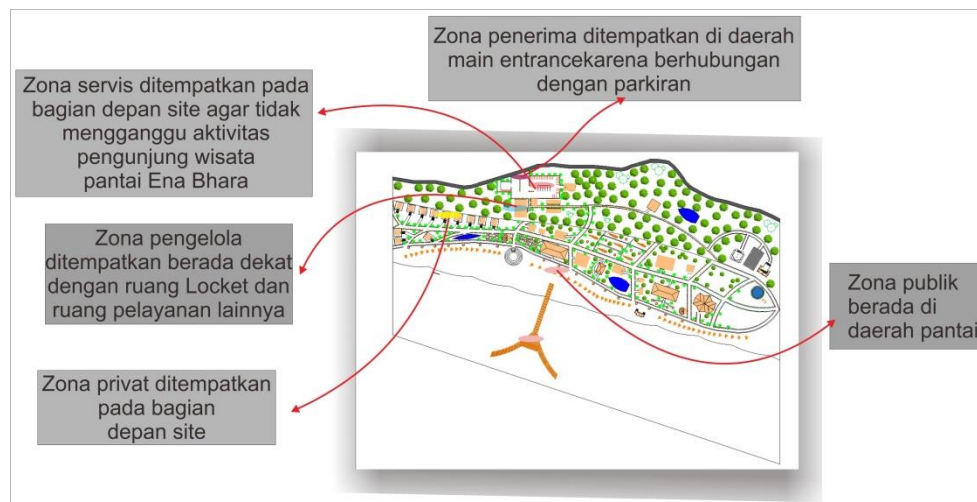 Zona penerima ditempatkan di daerah
main entrancekarena berhubungan
dengan parkiran
Zona servis ditempatkan pada
bagian depan site agar tidak
mengganggu aktivitas
pengunjung wisata
pantai Ena Bhara
Zona pengelola
ditempatkan berada dekat
dengan ruang Locket dan
ruang pelayanan lainnya
Zona publik
berada di
daerah pantai
Zona privat ditempatkan
pada bagian
depan site